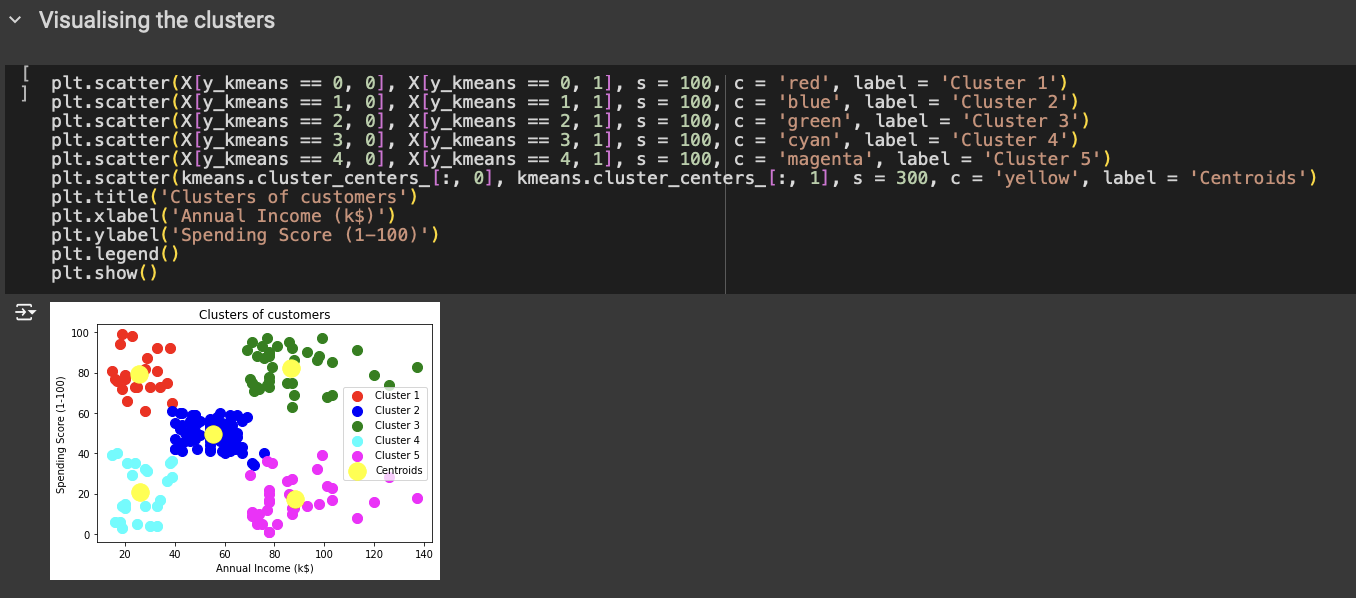 Visualising the clusters
[ ]
plt.scatter(X[y_kmeans == 0, 0], X[y_kmeans == 0, 1], s = 100, c = 'red', label = 'Cluster 1')
plt.scatter(X[y_kmeans == 1, 0], X[y_kmeans == 1, 1], s = 100, c = 'blue', label = 'Cluster 2')
plt.scatter(X[y_kmeans == 2, 0], X[y_kmeans == 2, 1], s = 100, c = 'green', label = 'Cluster 3')
plt.scatter(X[y_kmeans == 3, 0], X[y_kmeans == 3, 1], s = 100, c = 'cyan', label = 'Cluster 4')
plt.scatter(X[y_kmeans == 4, 0], X[y_kmeans == 4, 1], s = 100, c = 'magenta', label = 'Cluster 5')
plt.scatter(kmeans.cluster_centers_[:, 0], kmeans.cluster_centers_[:, 1], s = 300, c = 'yellow', label = 'Centroids')
plt.title('Clusters of customers')
plt.xlabel('Annual Income (k$)')
plt.ylabel('Spending Score (1-100)')
plt.legend()
plt.show()
Clusters of customers
Spending Score (1-100)
100
80
60
40
20
0
Cluster 1
Cluster 2
Cluster 3
Cluster 4
Cluster 5
Centroids
20 40 60 80 100 120 140
Annual Income (k$)